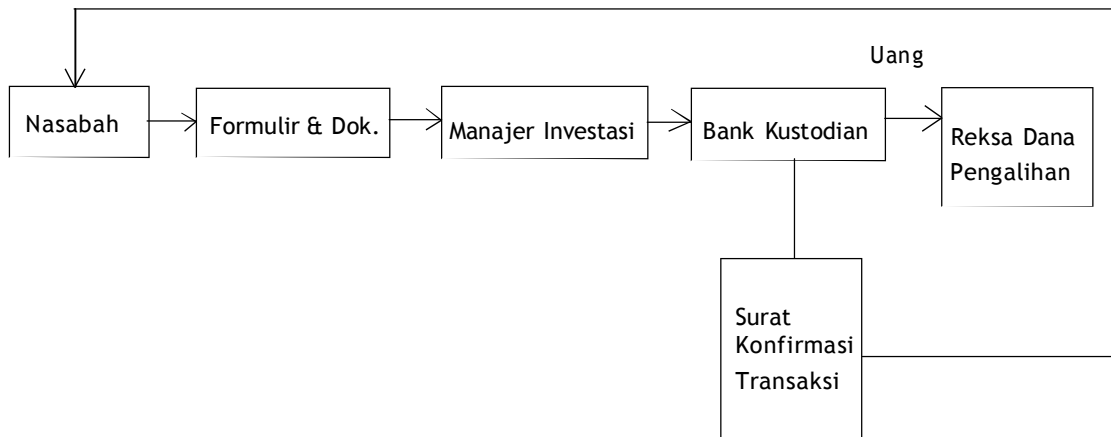 Uang
Nasabah
Formulir & Dok.
Manajer Investasi
Bank Kustodian
Reksa Dana
Pengalihan
Surat
Konfirmasi
Transaksi